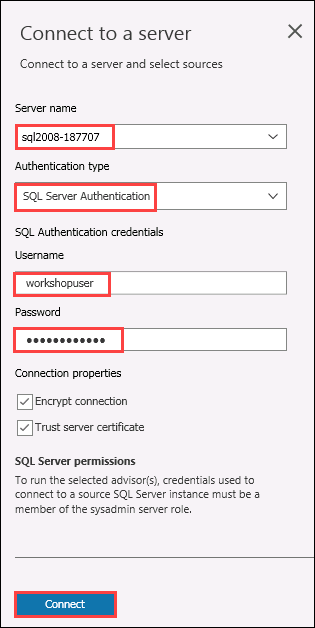 Connect to a server
Connect to a server and select sources
Server name
sql2008-187707
Authentication type
SQL Server Authentication
SQL Authentication credentials
Username
workshopuser
Password
●●●●●●●●●●●●
Connection properties
Encrypt connection
Trust server certificate
SQL Server permissions
To run the selected advisor(s), credentials used to
connect to a source SQL Server instance must be a
member of the sysadmin server role.
Connect